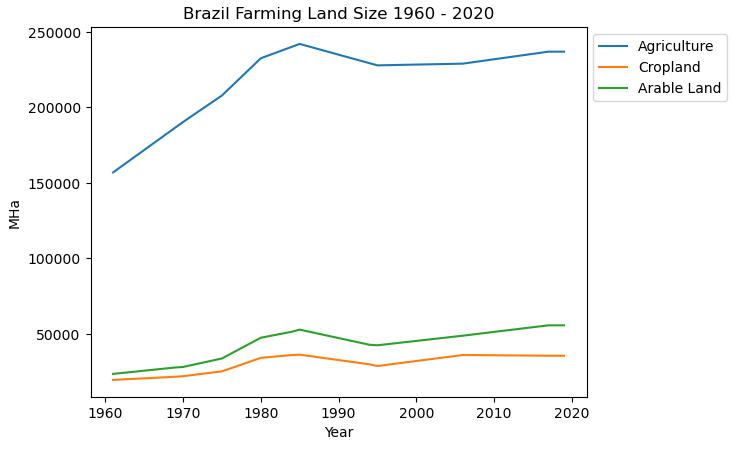 Brazil Farming Land Size 1960 - 2020
250000
200000
150000
100000
50000
MHa
1960 1970 1980 1990 2000 2010 2020
Year
Agriculture
Cropland
Arable Land